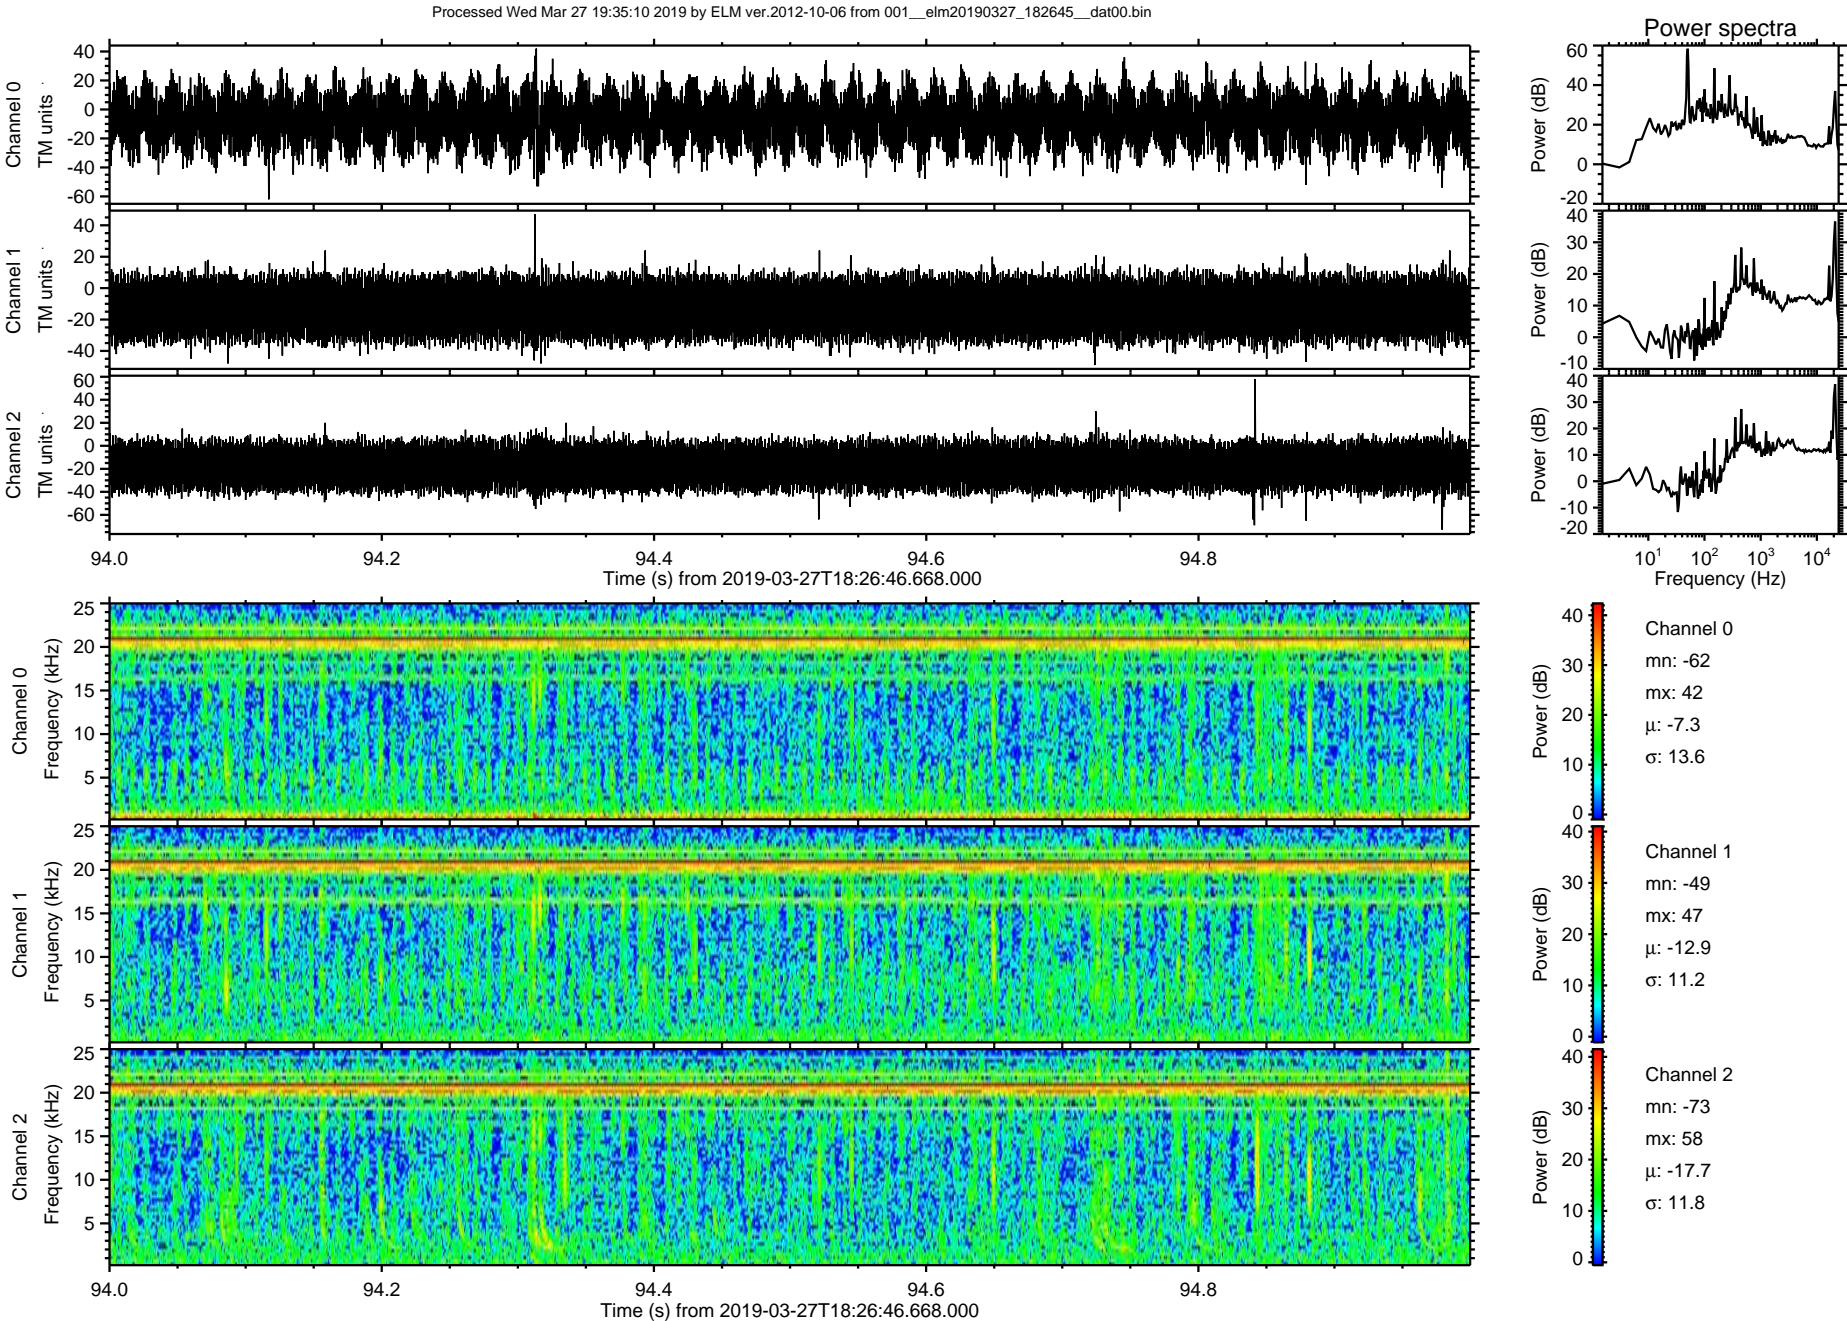 Processed Wed Mar 27 19:35:10 2019 by ELM ver.2012-10-06 from 001__elm20190327_182645__dat00.bin
Power spectra
Channel 0
TM units
40
20
0
-20
-40
-60
Power (dB)
60
40
20
0
-20
Channel 1
TM units
40
20
0
-20
-40
Power (dB)
40
30
20
10
0
-10
Channel 2
TM units
60
40
20
0
-20
-40
-60
Power (dB)
40
30
20
10
0
-10
-20
94.0 94.2 94.4 94.6 94.8
Time (s) from 2019-03-27T18:26:46.668.000
10¹ 10² 10³ 10⁴
Frequency (Hz)
Channel 0
Frequency (kHz)
25
20
15
10
5
Power (dB)
40
30
20
10
0
Channel 0
mn: -62
mx: 42
μ: -7.3
σ: 13.6
Channel 1
Frequency (kHz)
25
20
15
10
5
Power (dB)
40
30
20
10
0
Channel 1
mn: -49
mx: 47
μ: -12.9
σ: 11.2
Channel 2
Frequency (kHz)
25
20
15
10
5
Power (dB)
40
30
20
10
0
Channel 2
mn: -73
mx: 58
μ: -17.7
σ: 11.8
94.0 94.2 94.4 94.6 94.8
Time (s) from 2019-03-27T18:26:46.668.000